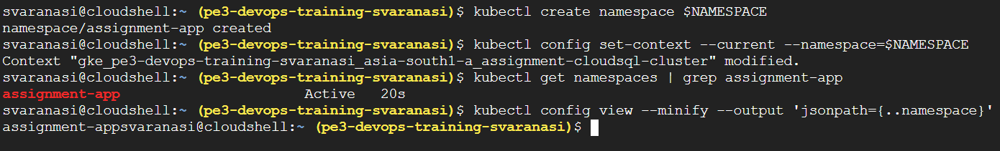 svaranasi@cloudshell:~ (pe3-devops-training-svaranasi)$ kubectl create namespace $NAMESPACE
namespace/assignment-app created
svaranasi@cloudshell:~ (pe3-devops-training-svaranasi)$ kubectl config set-context --current --namespace=$NAMESPACE
Context "gke_pe3-devops-training-svaranasi_asia-south1-a_assignment-cloudsql-cluster" modified.
svaranasi@cloudshell:~ (pe3-devops-training-svaranasi)$ kubectl get namespaces | grep assignment-app
assignment-app                     Active   20s
svaranasi@cloudshell:~ (pe3-devops-training-svaranasi)$ kubectl config view --minify --output 'jsonpath={..namespace}'
assignment-appsvaranasi@cloudshell:~ (pe3-devops-training-svaranasi)$